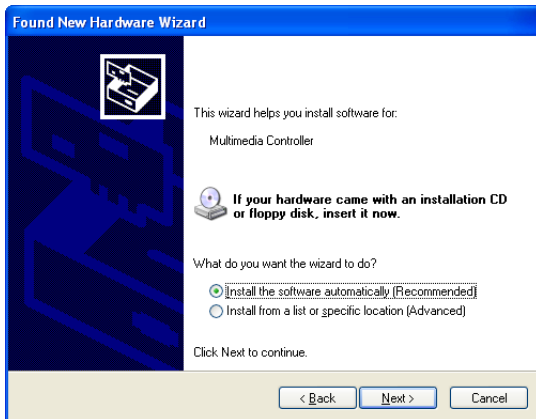 Found New Hardware Wizard
This wizard helps you install software for:
Multimedia Controller
If your hardware came with an installation CD
or floppy disk, insert it now.
What do you want the wizard to do?
Install the software automatically (Recommended)
Install from a list or specific location (Advanced)
Click Next to continue.
< Back Next > Cancel